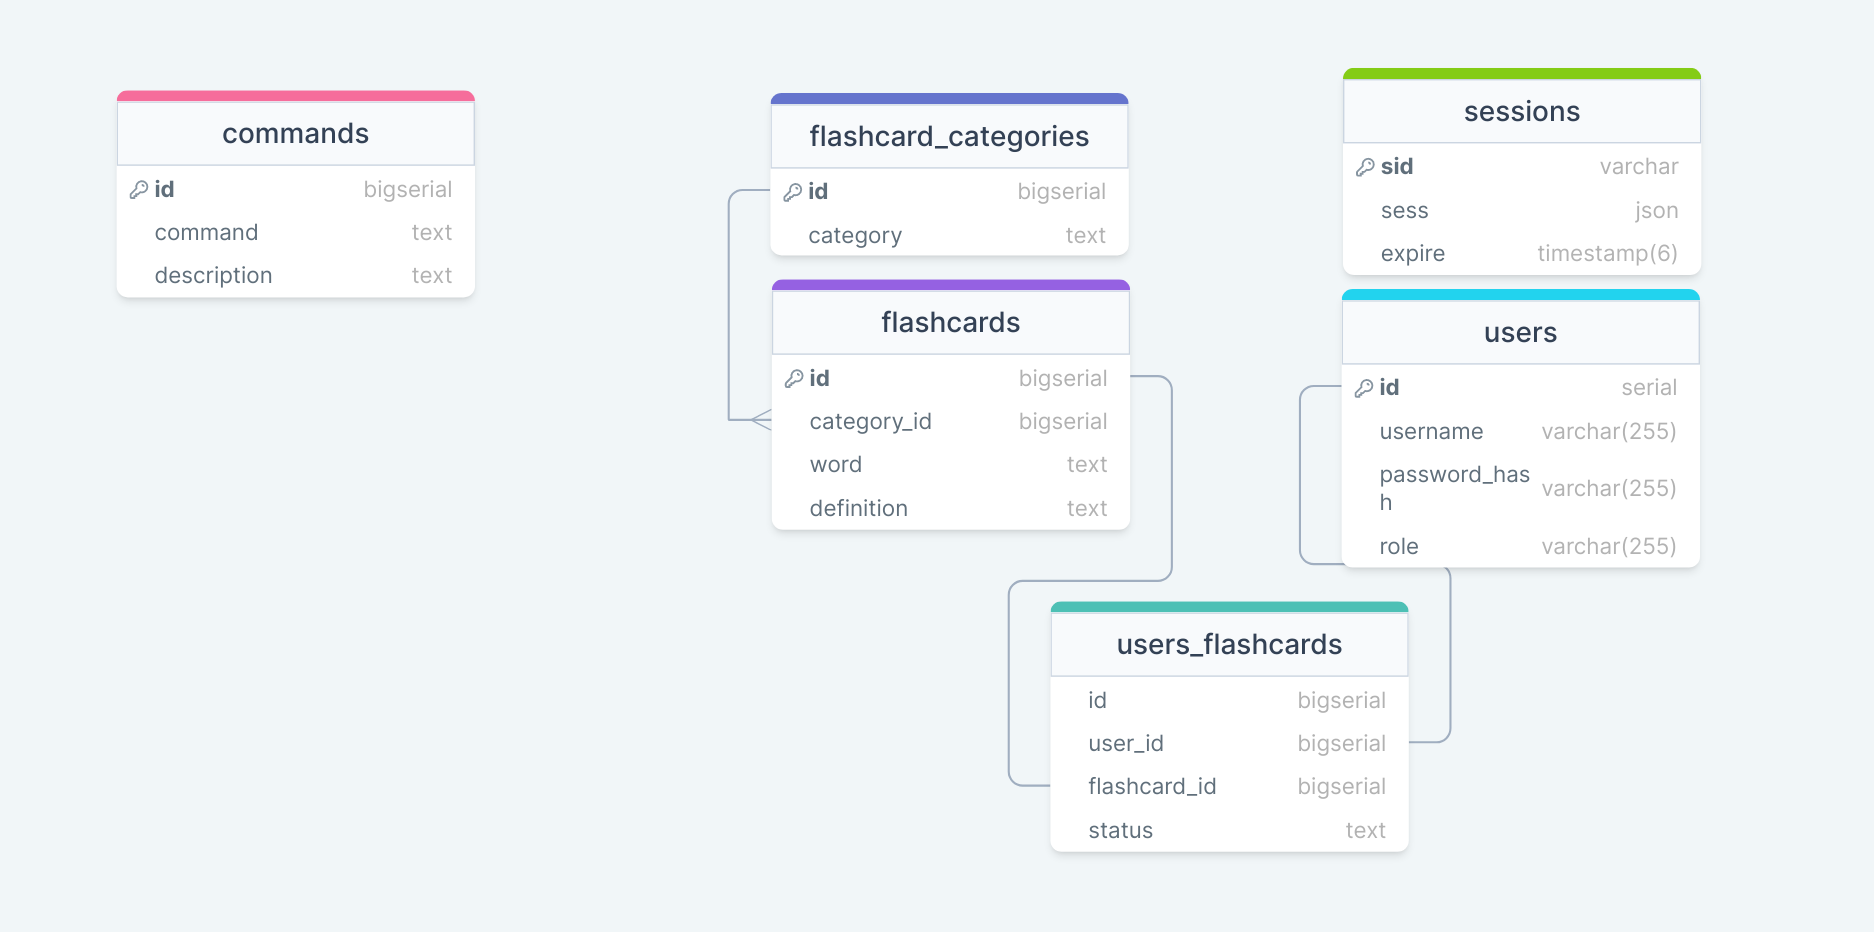 commands
id bigserial
command text
description text
flashcard_categories
id bigserial
category text
flashcards
id bigserial
category_id bigserial
word text
definition text
sessions
sid varchar
sess json
expire timestamp(6)
users
id serial
username varchar(255)
password_has
h varchar(255)
role varchar(255)
users_flashcards
id bigserial
user_id bigserial
flashcard_id bigserial
status text